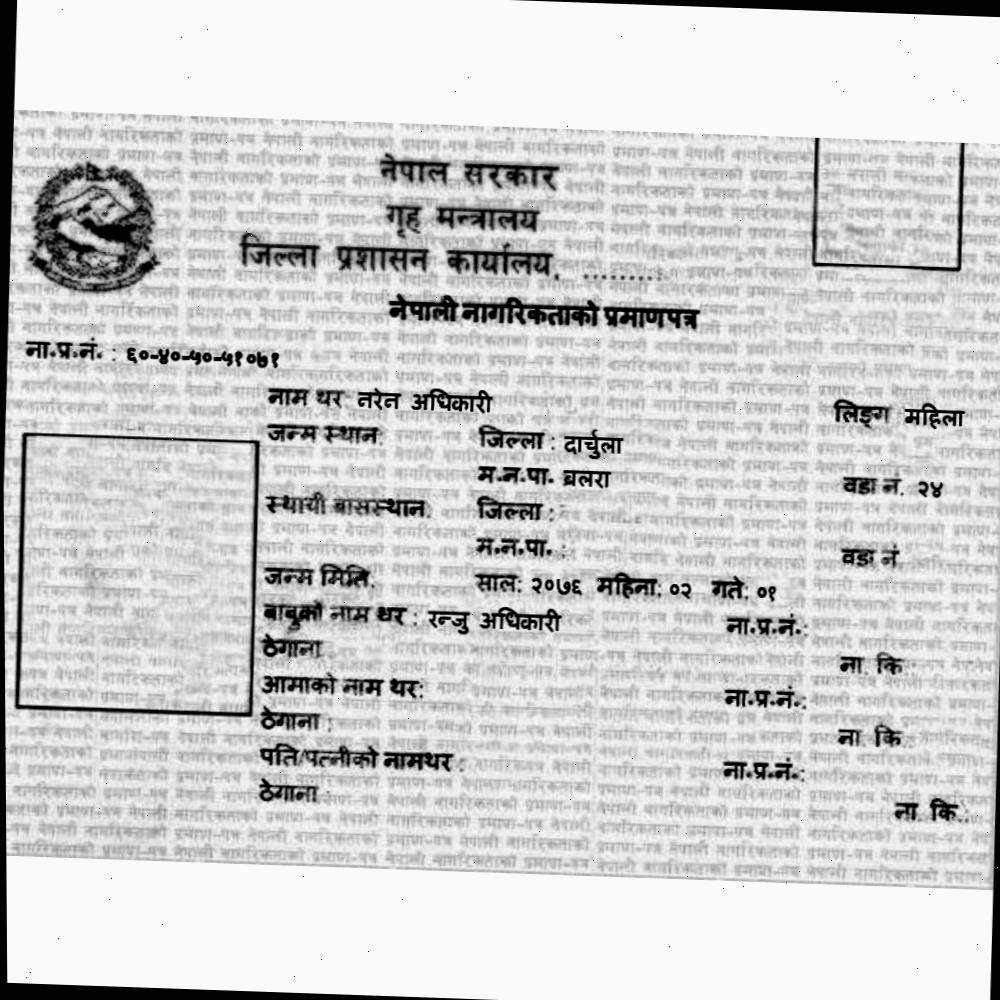 नेपाल सरकार
गृह मन्त्रालय
जिल्ला प्रशासन कार्यालय, ..........
नेपाली नागरिकताको प्रमाणपत्र
ना.प्र.नं. : ६०-४०-५०-५१०७१
नाम थर: नरेन अधिकारी लिङ्ग महिला
जन्म स्थान: जिल्ला : दार्चुला
म.न.पा. ब्रलरा वडा नं. २४
स्थायी बासस्थान: जिल्ला :
म.न.पा. : वडा नं.
जन्म मिति: साल: २०७६ महिना: ०२ गते: ०१
बाबुको नाम थर : रन्जु अधिकारी ना.प्र.नं.:
ठेगाना ना. कि.:
आमाको नाम थर: ना.प्र.नं.:
ठेगाना : ना. कि.:
पति/पत्नीको नामथर : ना.प्र.नं.:
ठेगाना : ना. कि.: